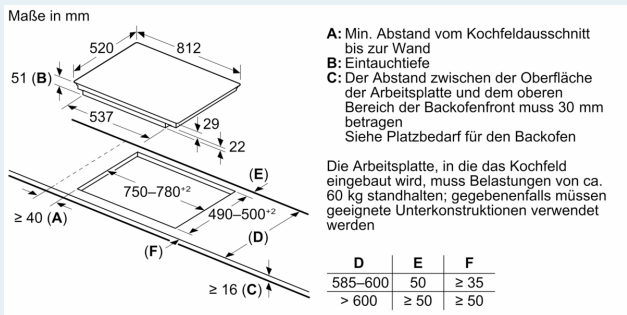 Maße in mm
520
812
51 (B)
537
29
22
(E)
750–780⁺²
490–500⁺²
≥ 40 (A)
(D)
(F)
≥ 16 (C)
A: Min. Abstand vom Kochfeldausschnitt
bis zur Wand
B: Eintauchtiefe
C: Der Abstand zwischen der Oberfläche
der Arbeitsplatte und dem oberen
Bereich der Backofenfront muss 30 mm
betragen
Siehe Platzbedarf für den Backofen
Die Arbeitsplatte, in die das Kochfeld
eingebaut wird, muss Belastungen von ca.
60 kg standhalten; gegebenenfalls müssen
geeignete Unterkonstruktionen verwendet
werden
D E F
585–600 50 ≥ 35
> 600 ≥ 50 ≥ 50